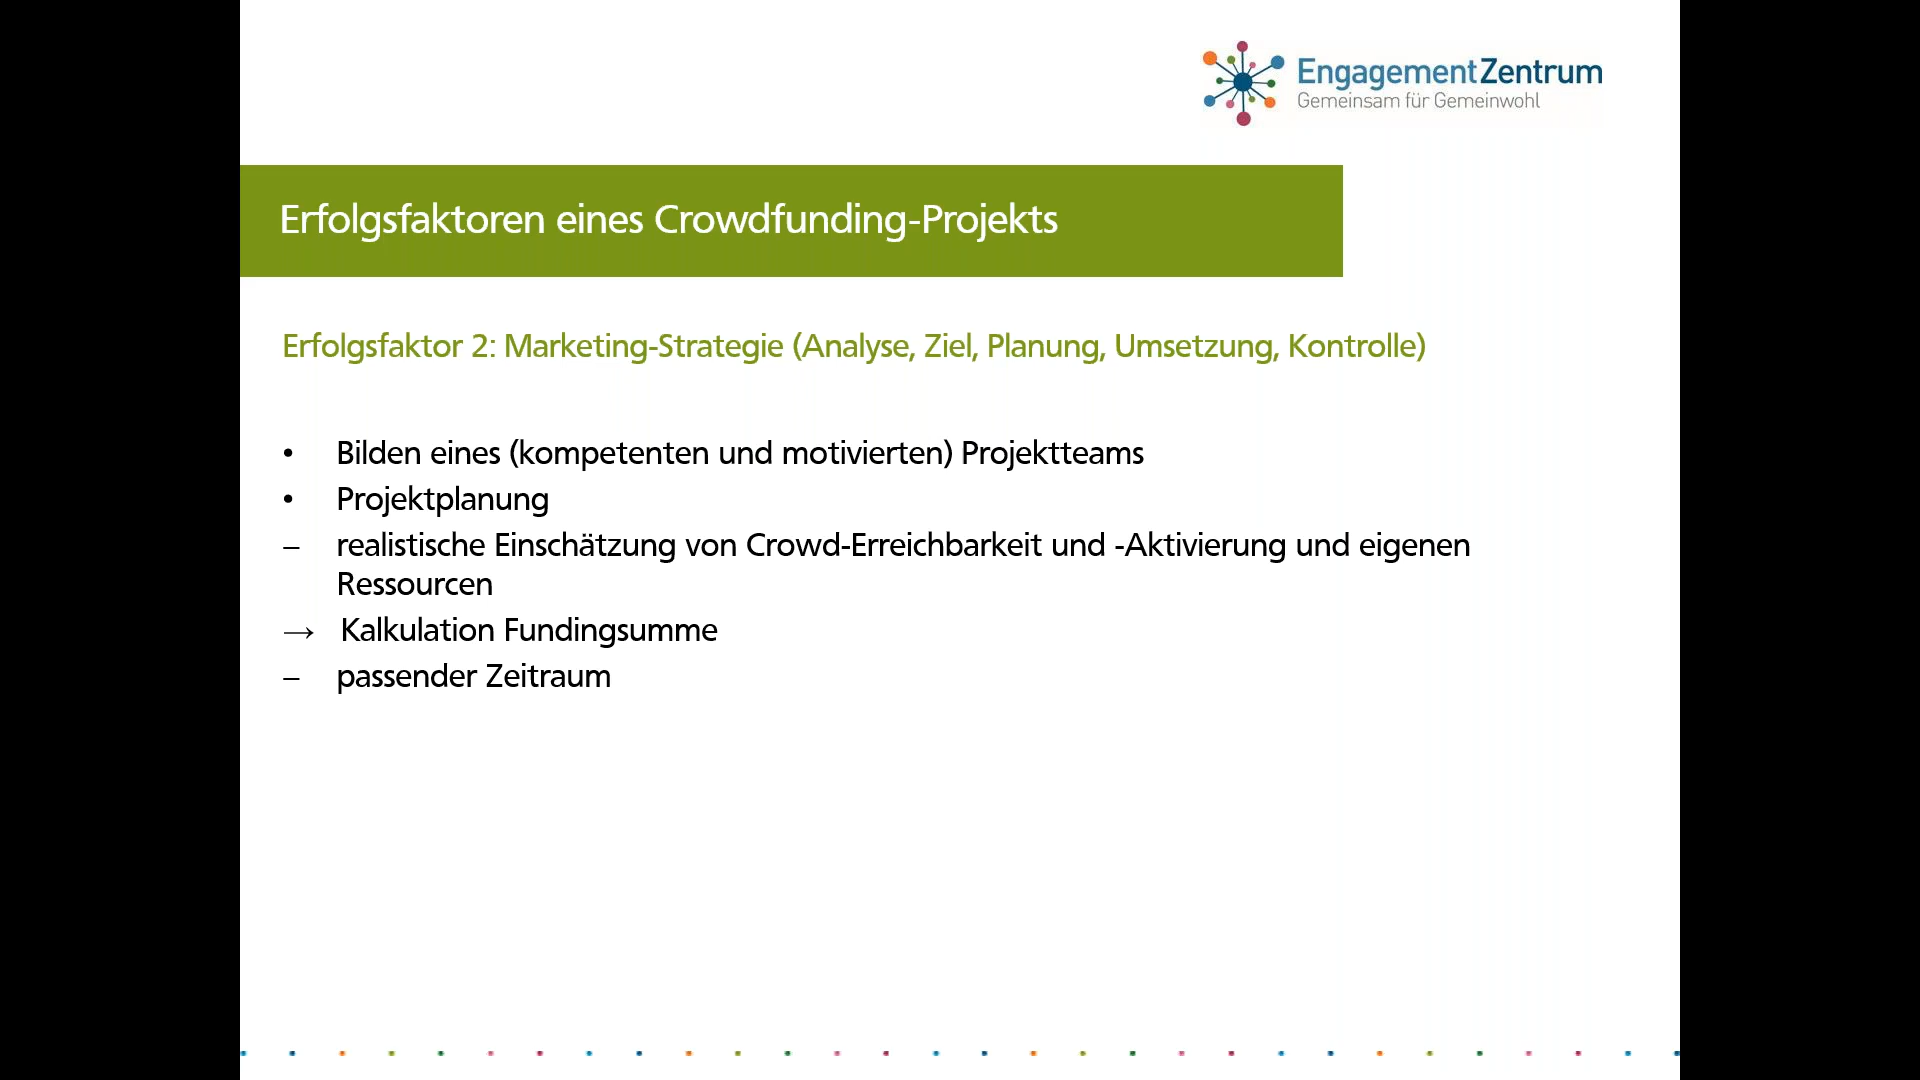 EngagementZentrum
Gemeinsam für Gemeinwohl
Erfolgsfaktoren eines Crowdfunding-Projekts
Erfolgsfaktor 2: Marketing-Strategie (Analyse, Ziel, Planung, Umsetzung, Kontrolle)
• Bilden eines (kompetenten und motivierten) Projektteams
• Projektplanung
– realistische Einschätzung von Crowd-Erreichbarkeit und -Aktivierung und eigenen
Ressourcen
→ Kalkulation Fundingsumme
– passender Zeitraum